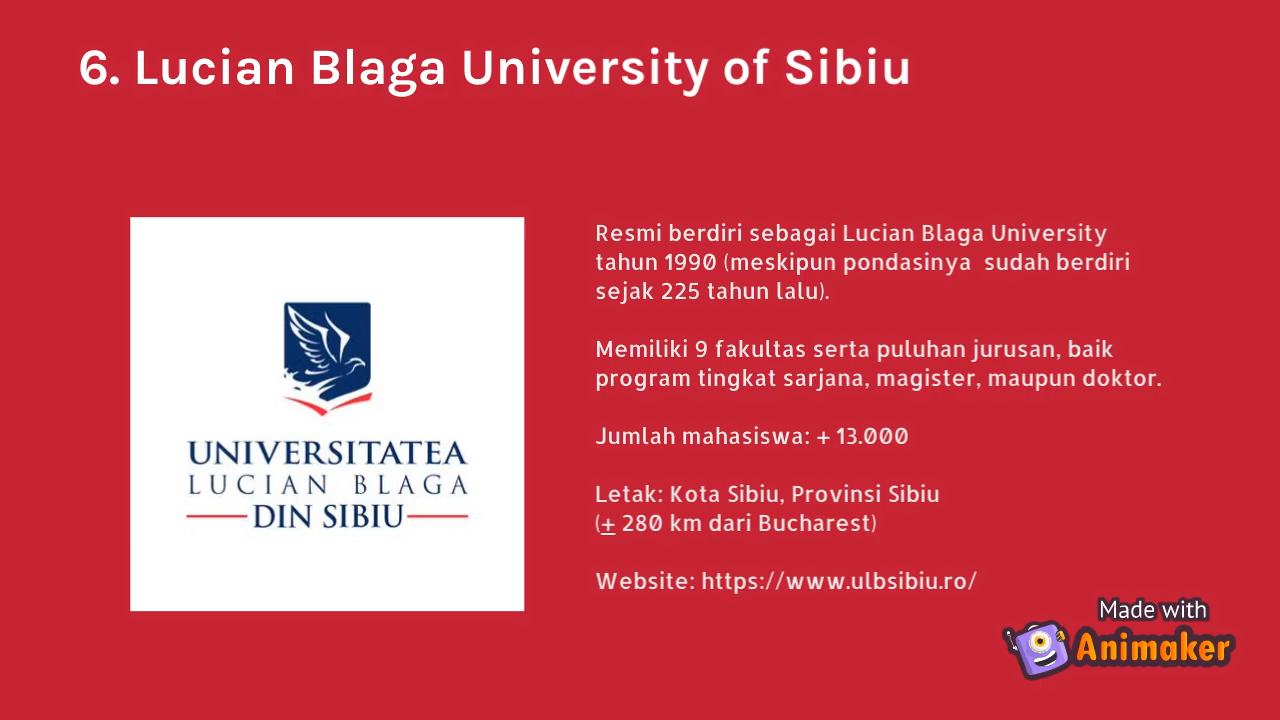 6. Lucian Blaga University of Sibiu
UNIVERSITATEA
LUCIAN BLAGA
DIN SIBIU
Resmi berdiri sebagai Lucian Blaga University
tahun 1990 (meskipun pondasinya  sudah berdiri
sejak 225 tahun lalu).
Memiliki 9 fakultas serta puluhan jurusan, baik
program tingkat sarjana, magister, maupun doktor.
Jumlah mahasiswa: + 13.000
Letak: Kota Sibiu, Provinsi Sibiu
(± 280 km dari Bucharest)
Website: https://www.ulbsibiu.ro/
Made with
Animaker